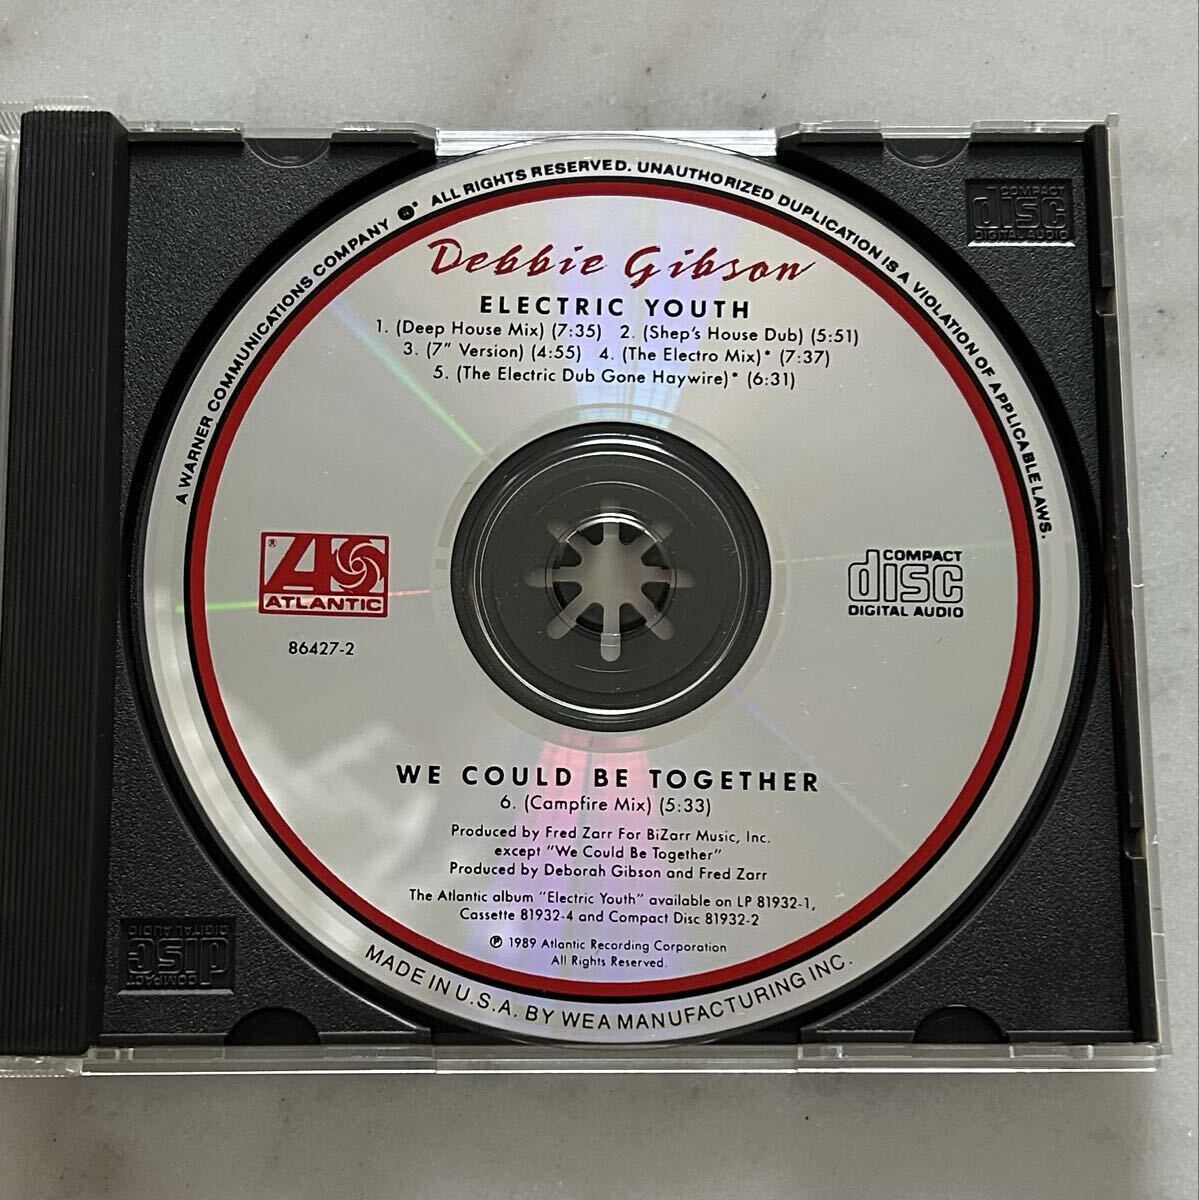 A WARNER COMMUNICATIONS COMPANY ®* ALL RIGHTS RESERVED. UNAUTHORIZED DUPLICATION IS A VIOLATION OF APPLICABLE LAWS.
Debbie Gibson
ELECTRIC YOUTH
1. (Deep House Mix) (7:35) 2. (Shep's House Dub) (5:51)
3. (7" Version) (4:55) 4. (The Electro Mix)* (7:37)
5. (The Electric Dub Gone Haywire)* (6:31)
® ATLANTIC
86427-2
COMPACT
disc
DIGITAL AUDIO
WE COULD BE TOGETHER
6. (Campfire Mix) (5:33)
Produced by Fred Zarr For BiZarr Music, Inc.
except "We Could Be Together"
Produced by Deborah Gibson and Fred Zarr
The Atlantic album "Electric Youth" available on LP 81932-1,
Cassette 81932-4 and Compact Disc 81932-2
℗ 1989 Atlantic Recording Corporation
All Rights Reserved.
MADE IN U.S.A. BY WEA MANUFACTURING INC.
COMPACT
disc
DIGITAL AUDIO
COMPACT
disc
DIGITAL AUDIO